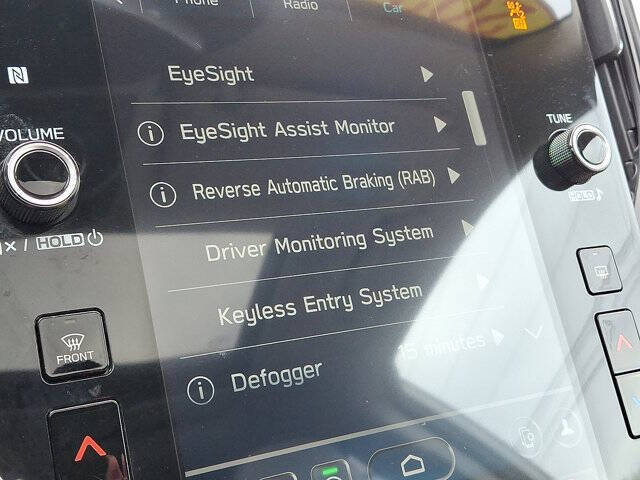 Phone Radio Car
EyeSight
VOLUME
EyeSight Assist Monitor
TUNE
Reverse Automatic Braking (RAB)
HOLD
× / HOLD
Driver Monitoring System
Keyless Entry System
FRONT
15 minutes
Defogger